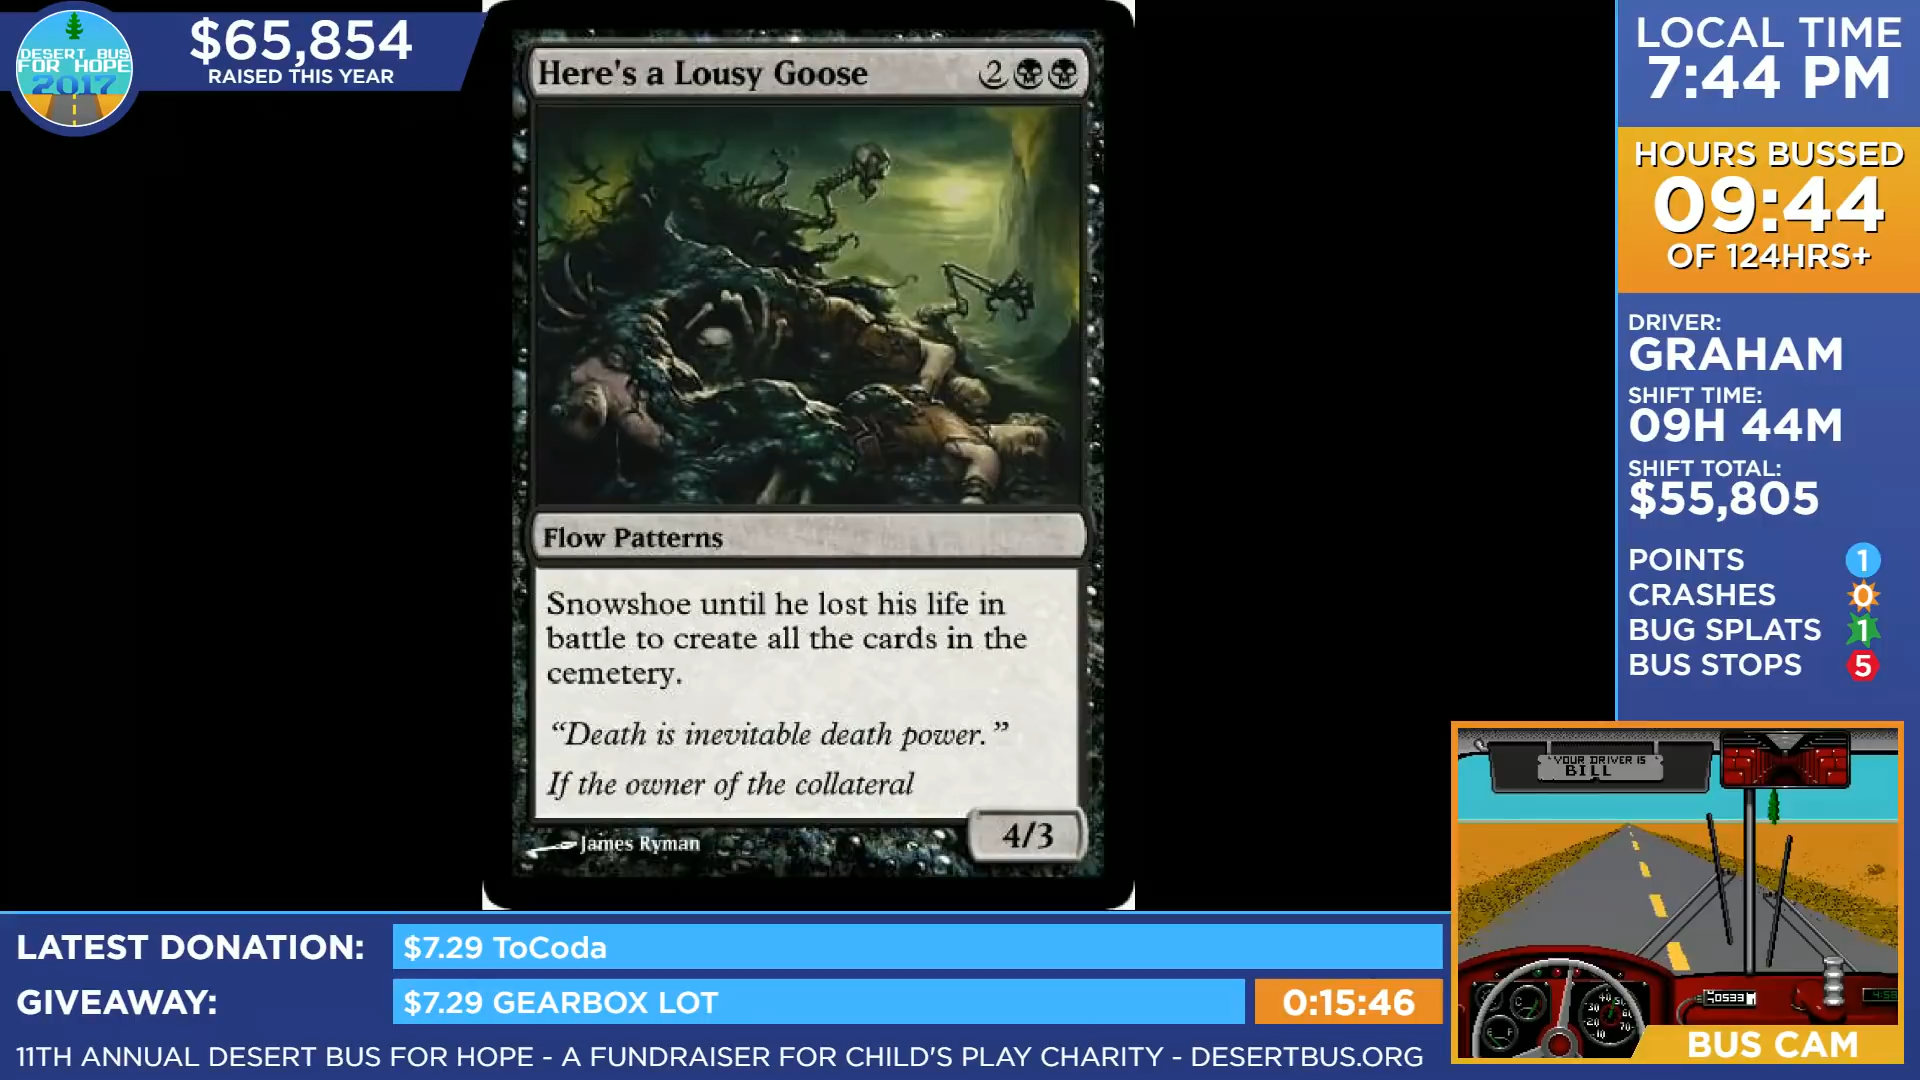 DESERT BUS
FOR HOPE
2017
$65,854
RAISED THIS YEAR
Here's a Lousy Goose
2
Flow Patterns
Snowshoe until he lost his life in
battle to create all the cards in the
cemetery.
“Death is inevitable death power.”
If the owner of the collateral
4/3
James Ryman
LOCAL TIME
7:44 PM
HOURS BUSSED
09:44
OF 124HRS+
DRIVER:
GRAHAM
SHIFT TIME:
09H 44M
SHIFT TOTAL:
$55,805
POINTS 1
CRASHES 0
BUG SPLATS 1
BUS STOPS 5
YOUR DRIVER IS
BILL
BUS CAM
LATEST DONATION: $7.29 ToCoda
GIVEAWAY: $7.29 GEARBOX LOT 0:15:46
11TH ANNUAL DESERT BUS FOR HOPE - A FUNDRAISER FOR CHILD'S PLAY CHARITY - DESERTBUS.ORG